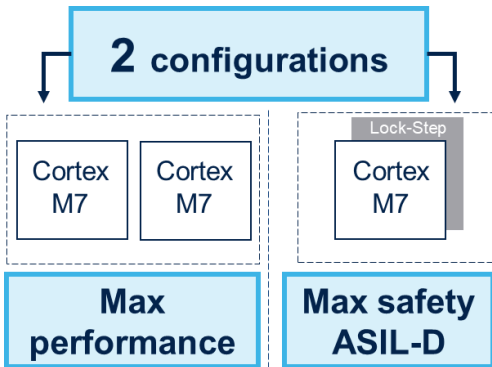 2 configurations
Lock-Step
Cortex
M7
Cortex
M7
Cortex
M7
Max
performance
Max safety
ASIL-D